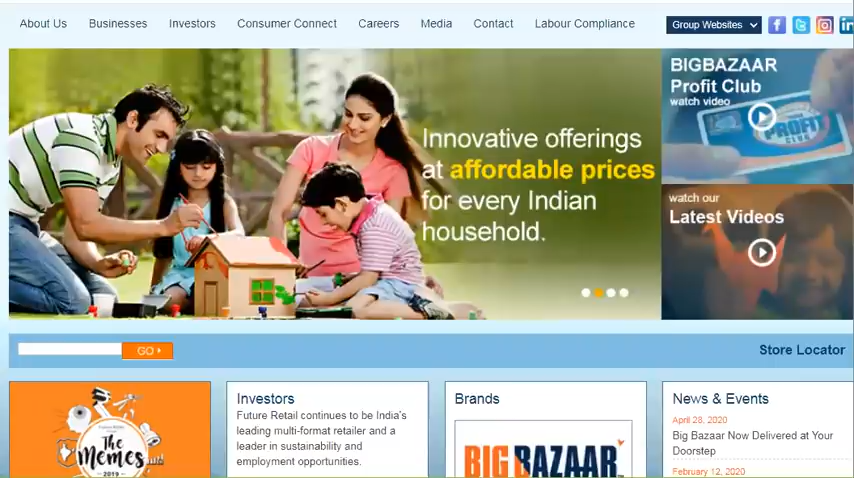 About Us Businesses Investors Consumer Connect Careers Media Contact Labour Compliance Group Websites
BIGBAZAAR
Profit Club
watch video
PROFIT
CLUB
Innovative offerings
at affordable prices
for every Indian
household.
watch our
Latest Videos
GO
Store Locator
The
Memes
2019
Investors
Future Retail continues to be India's
leading multi-format retailer and a
leader in sustainability and
employment opportunities.
Brands
BIG BAZAAR
News & Events
April 28, 2020
Big Bazaar Now Delivered at Your
Doorstep
February 12, 2020